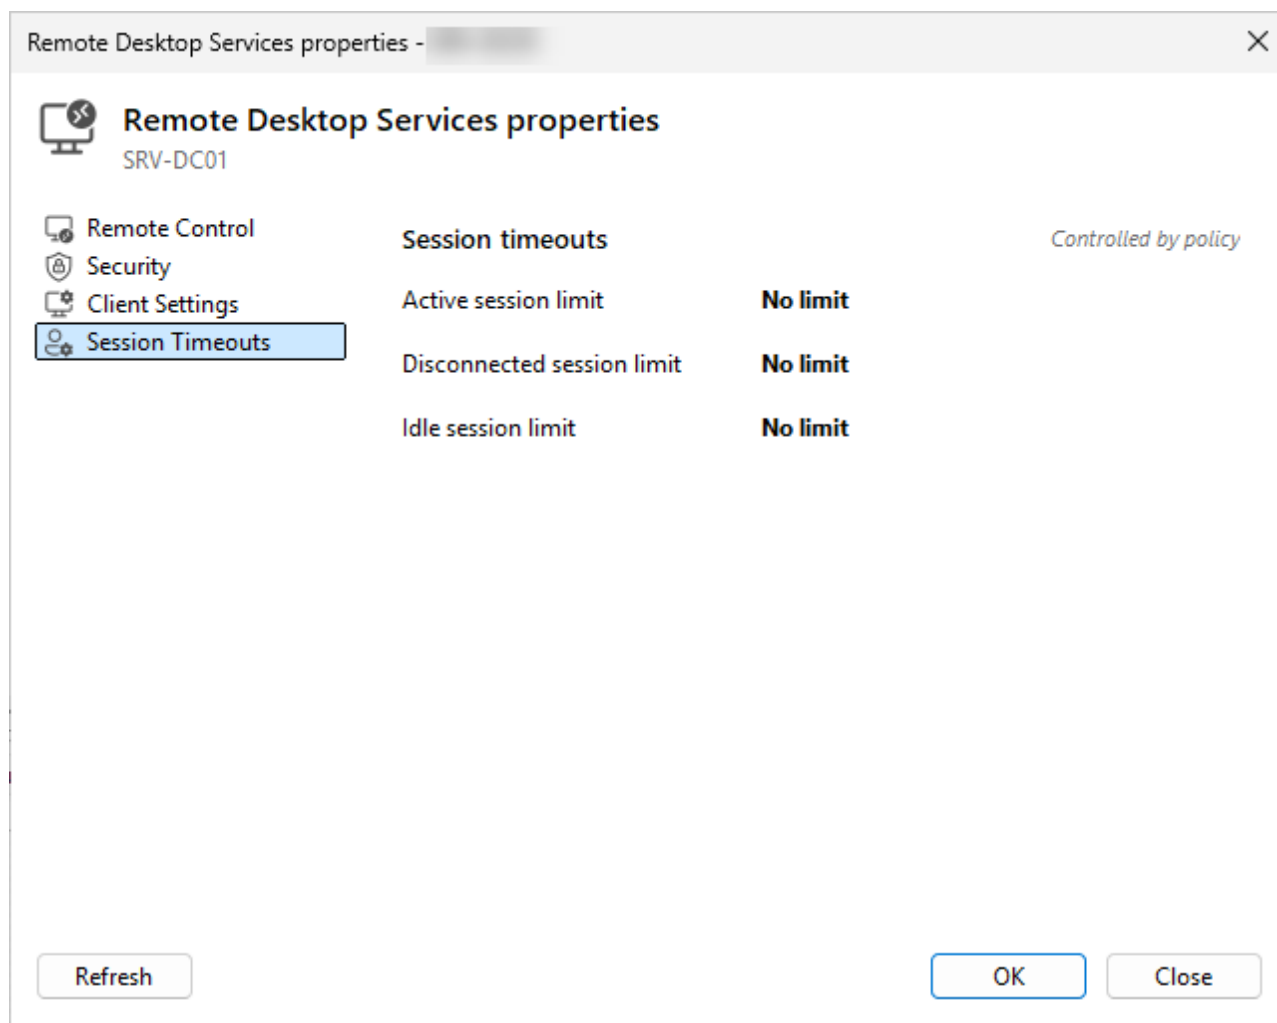 Remote Desktop Services properties -
Remote Desktop Services properties
SRV-DC01
Remote Control
Security
Client Settings
Session Timeouts
Session timeouts
Controlled by policy
Active session limit
No limit
Disconnected session limit
No limit
Idle session limit
No limit
Refresh
OK
Close